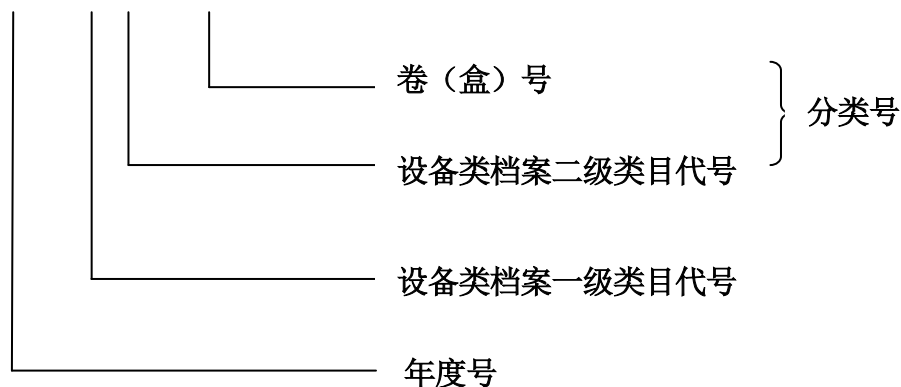 卷（盒）号
分类号
设备类档案二级类目代号
设备类档案一级类目代号
年度号